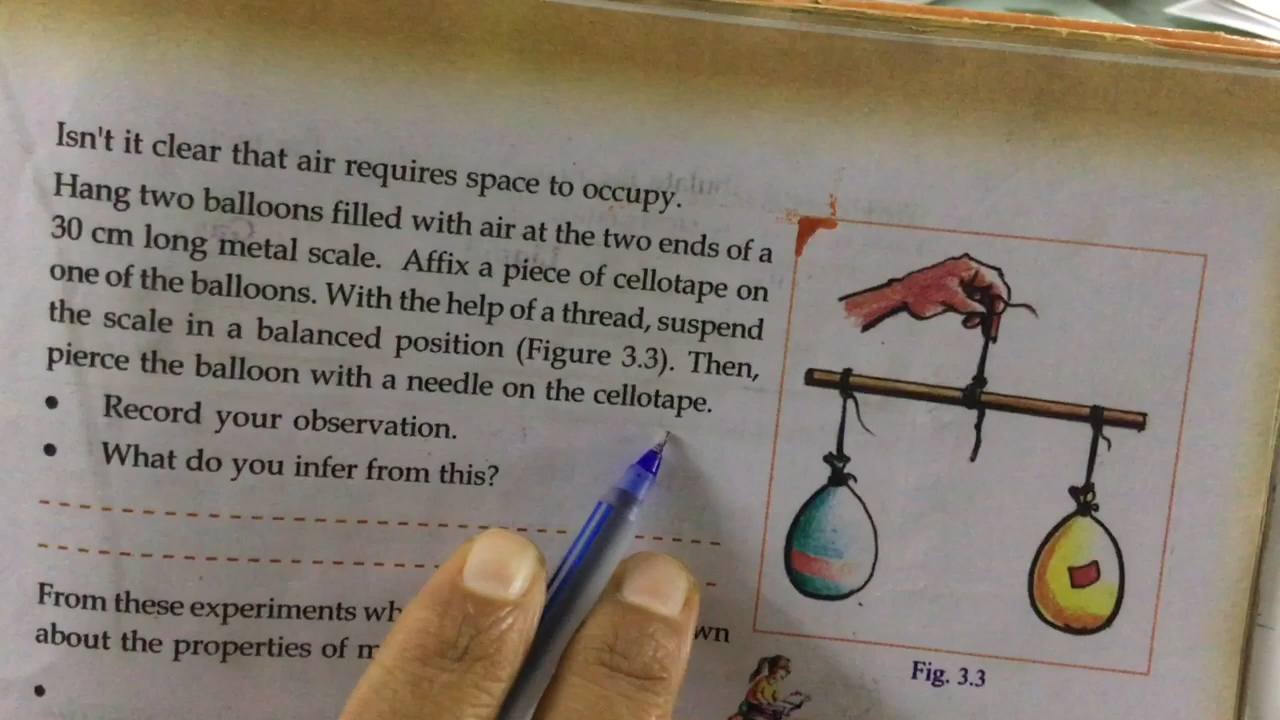 Isn't it clear that air requires space to occupy.
Hang two balloons filled with air at the two ends of a
30 cm long metal scale. Affix a piece of cellotape on
one of the balloons. With the help of a thread, suspend
the scale in a balanced position (Figure 3.3). Then,
pierce the balloon with a needle on the cellotape.
• Record your observation.
• What do you infer from this?
From these experiments
about the properties of
•
Fig. 3.3